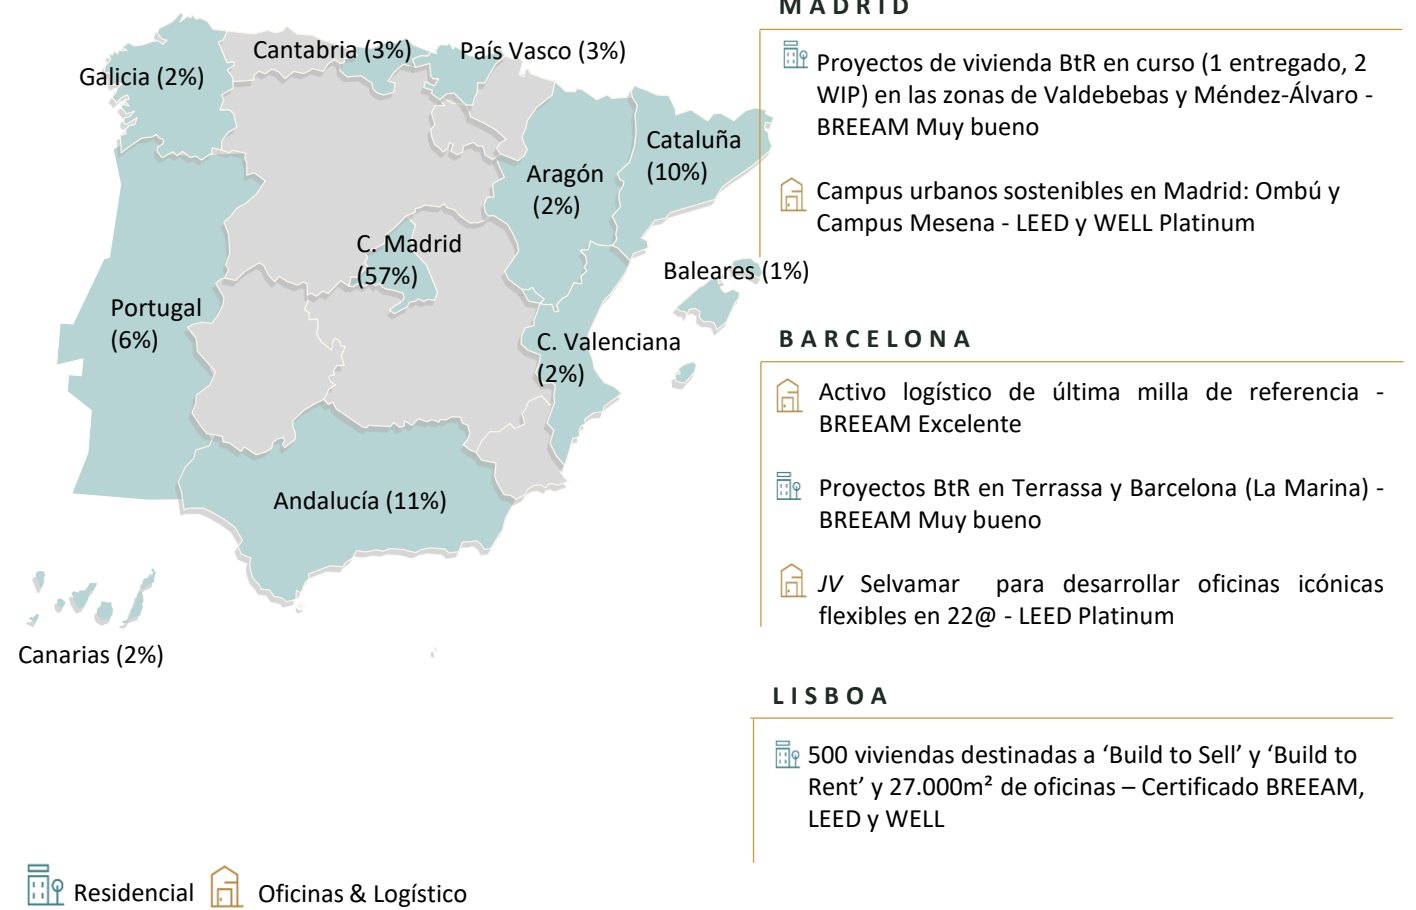 Cantabria (3%)
País Vasco (3%)
Galicia (2%)
Cataluña
(10%)
Aragón
(2%)
C. Madrid
(57%)
Baleares (1%)
Portugal
(6%)
C. Valenciana
(2%)
Andalucía (11%)
Canarias (2%)
MADRID
Proyectos de vivienda BtR en curso (1 entregado, 2
WIP) en las zonas de Valdebebas y Méndez-Álvaro -
BREEAM Muy bueno
Campus urbanos sostenibles en Madrid: Ombú y
Campus Mesena - LEED y WELL Platinum
BARCELONA
Activo logístico de última milla de referencia -
BREEAM Excelente
Proyectos BtR en Terrassa y Barcelona (La Marina) -
BREEAM Muy bueno
JV Selvamar para desarrollar oficinas icónicas
flexibles en 22@ - LEED Platinum
LISBOA
500 viviendas destinadas a ‘Build to Sell’ y ‘Build to
Rent’ y 27.000m² de oficinas – Certificado BREEAM,
LEED y WELL
Residencial
Oficinas & Logístico